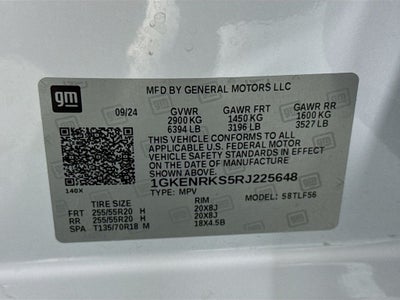 gm
MFD BY GENERAL MOTORS LLC
09/24 GVWR GAWR FRT GAWR RR
2900 KG 1450 KG 1600 KG
6394 LB 3196 LB 3527 LB
THIS VEHICLE CONFORMS TO ALL
APPLICABLE U.S. FEDERAL MOTOR
VEHICLE SAFETY STANDARDS IN EFFECT
ON THE DATE OF MANUFACTURE
SHOWN ABOVE.
1GKENRKS5RJ225648
140X TYPE: MPV MODEL: 58TLF56
TIRE SIZE RIM
FRT 255/55R20 H 20X8J
RR 255/55R20 H 20X8J
SPA T135/70R18 M 18X4.5B